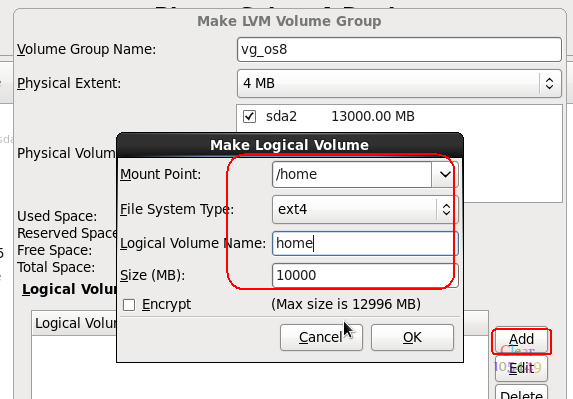 Make LVM Volume Group
Volume Group Name: vg_os8
Physical Extent: 4 MB
sda2 13000.00 MB
Physical Volum
Make Logical Volume
Mount Point: /home
File System Type: ext4
Logical Volume Name: home
Size (MB): 10000
Encrypt (Max size is 12996 MB)
Cancel OK
Used Space:
Reserved Space
Free Space:
Total Space:
Logical Volun
Logical Volun
Add
Edit
Delete